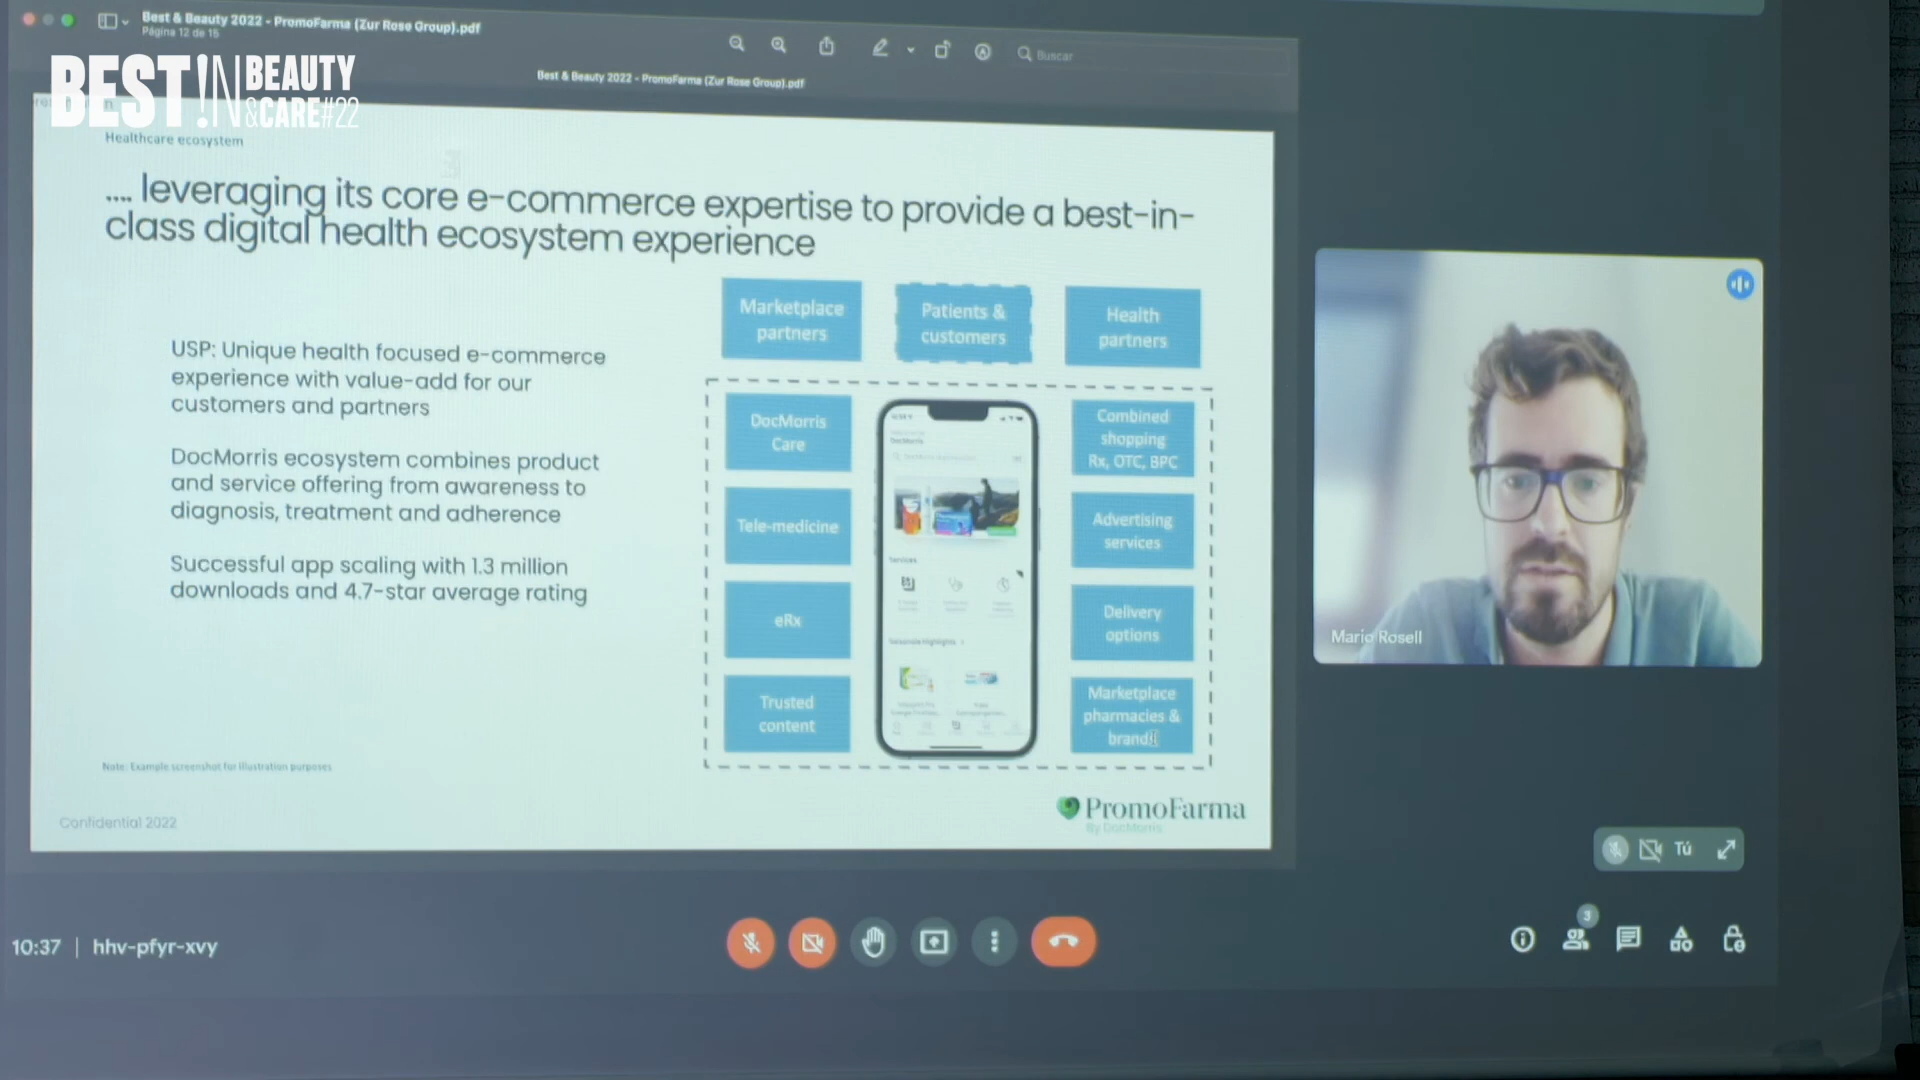 Best & Beauty 2022 - PromoFarma (Zur Rose Group).pdf
Página 12 de 15
Buscar
Best & Beauty 2022 - PromoFarma (Zur Rose Group).pdf
BEST!N BEAUTY
&CARE#22
Healthcare ecosystem
.... leveraging its core e-commerce expertise to provide a best-in-
class digital health ecosystem experience
USP: Unique health focused e-commerce
experience with value-add for our
customers and partners
DocMorris ecosystem combines product
and service offering from awareness to
diagnosis, treatment and adherence
Successful app scaling with 1.3 million
downloads and 4.7-star average rating
Marketplace
partners
Patients &
customers
Health
partners
DocMorris
Care
Tele-medicine
eRx
Trusted
content
DocMorris
Services
Combined
shopping
Rx, OTC, BPC
Advertising
services
Delivery
options
Marketplace
pharmacies &
brands
Note: Example screenshot for illustration purposes
Confidential 2022
PromoFarma
By DocMorris
Mario Rosell
Tú
10:37 | hhv-pfyr-xvy
3